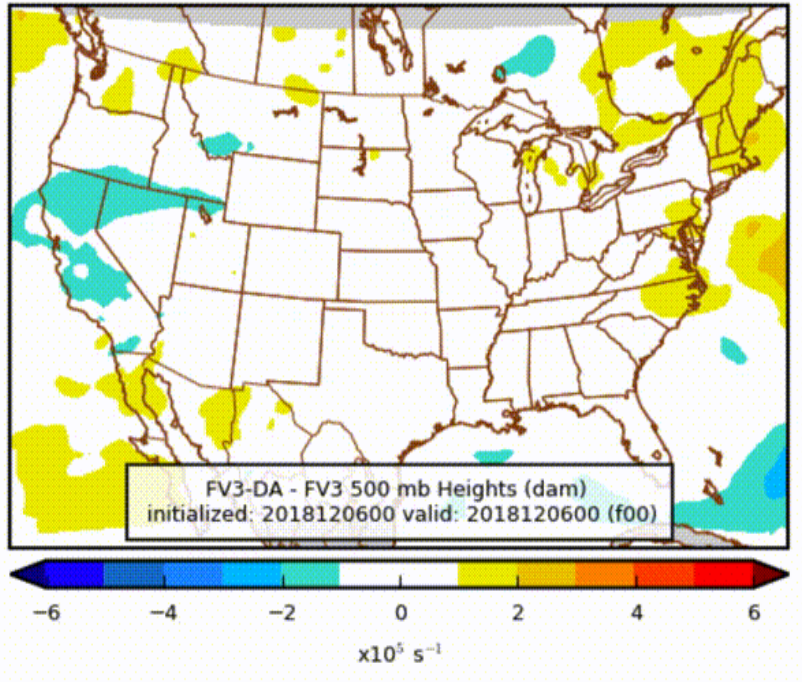 FV3-DA - FV3 500 mb Heights (dam)
initialized: 2018120600 valid: 2018120600 (f00)
−6 −4 −2 0 2 4 6
x10⁵ s⁻¹